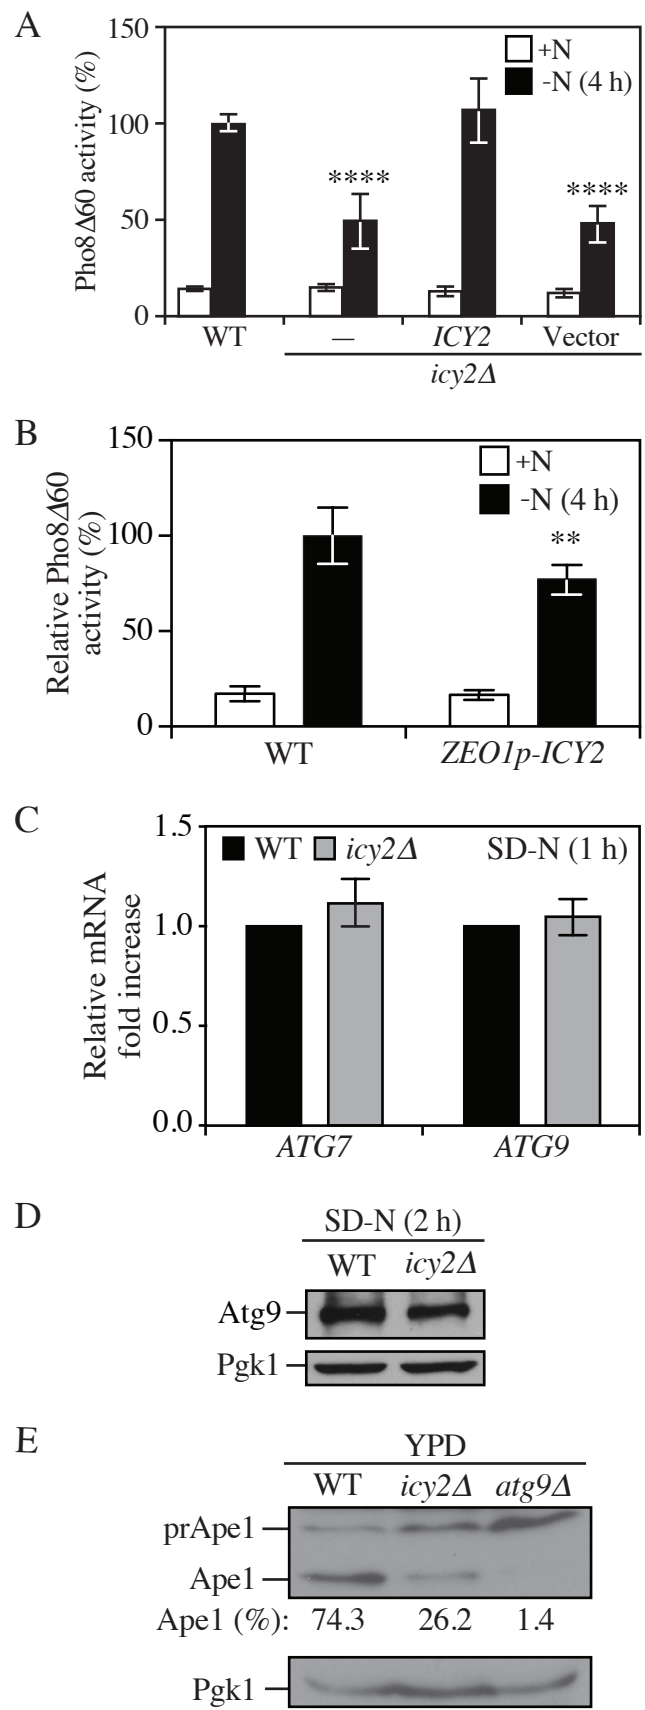 A
Pho8Δ60 activity (%)
150
100
50
0
+N
-N (4 h)
****
****
WT
—
ICY2
Vector
icy2Δ
B
Relative Pho8Δ60
activity (%)
150
100
50
0
+N
-N (4 h)
**
WT
ZEO1p-ICY2
C
Relative mRNA
fold increase
1.5
1.0
0.5
0.0
WT icy2Δ SD-N (1 h)
ATG7
ATG9
D
SD-N (2 h)
WT icy2Δ
Atg9
Pgk1
E
YPD
WT icy2Δ atg9Δ
prApe1
Ape1
Ape1 (%): 74.3 26.2 1.4
Pgk1